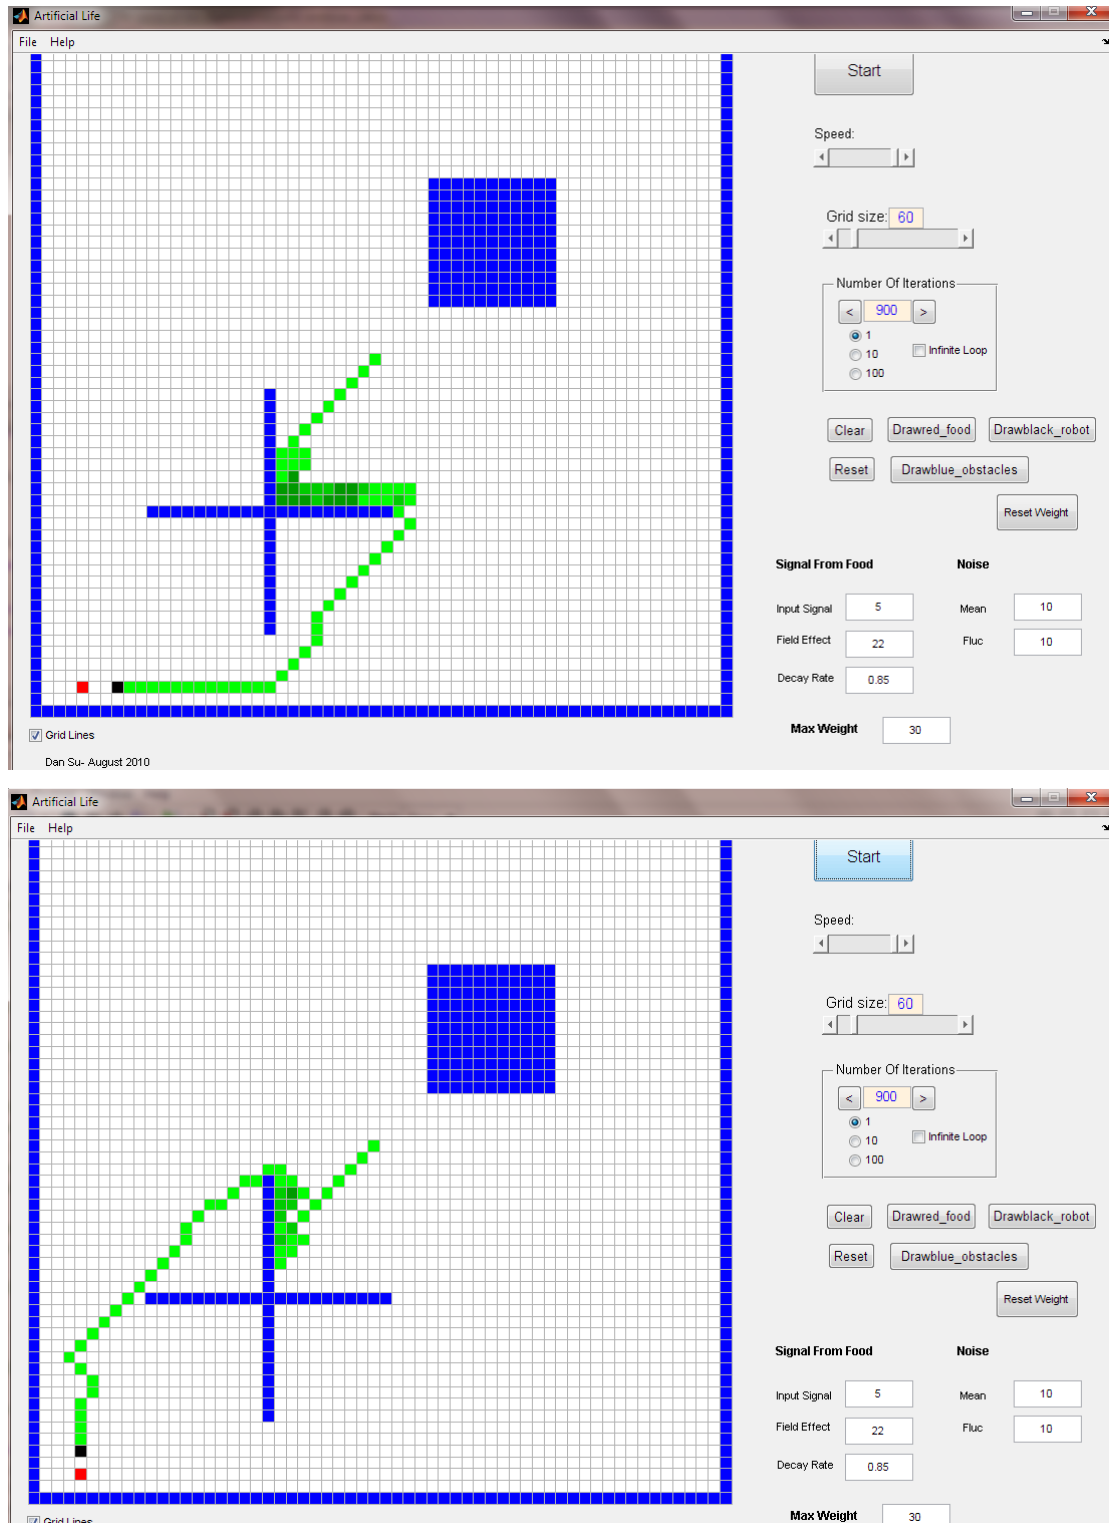 Artificial Life
File Help
Start
Speed:
Grid size: 60
Number Of Iterations
< 900 >
1
10
Infinite Loop
100
Clear Drawred_food Drawblack_robot
Reset Drawblue_obstacles
Reset Weight
Signal From Food Noise
Input Signal 5 Mean 10
Field Effect 22 Fluc 10
Decay Rate 0.85
Max Weight 30
Grid Lines
Dan Su- August 2010
Artificial Life
File Help
Start
Speed:
Grid size: 60
Number Of Iterations
< 900 >
1
10
Infinite Loop
100
Clear Drawred_food Drawblack_robot
Reset Drawblue_obstacles
Reset Weight
Signal From Food Noise
Input Signal 5 Mean 10
Field Effect 22 Fluc 10
Decay Rate 0.85
Max Weight 30
Grid Lines